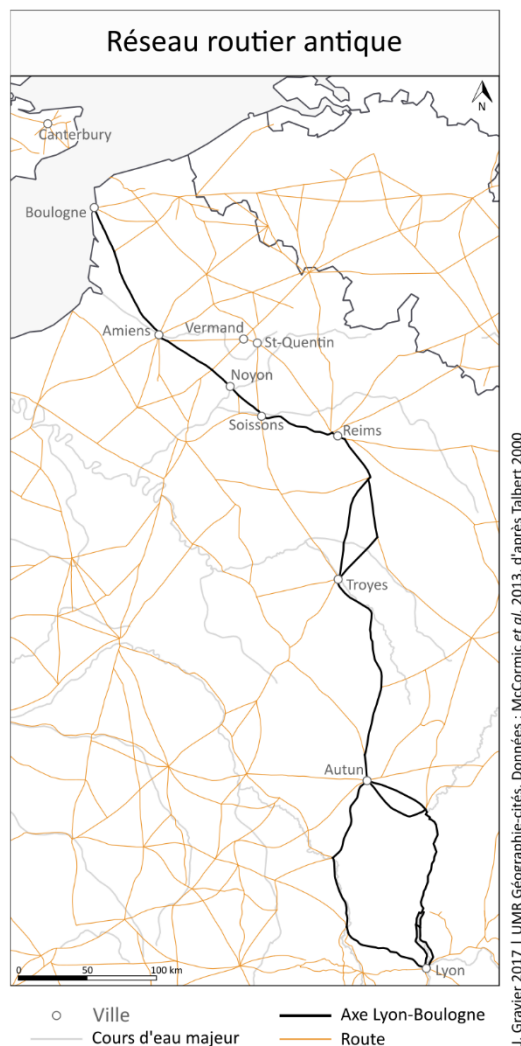 Réseau routier antique
N
Canterbury
Boulogne
Amiens
Vermand
St-Quentin
Noyon
Soissons
Reims
Troyes
Autun
Lyon
0 50 100 km
Ville
Axe Lyon-Boulogne
Cours d'eau majeur
Route
J. Gravier 2017 | UMR Géographie-cités. Données : McCormic et al. 2013, d'après Talbert 2000